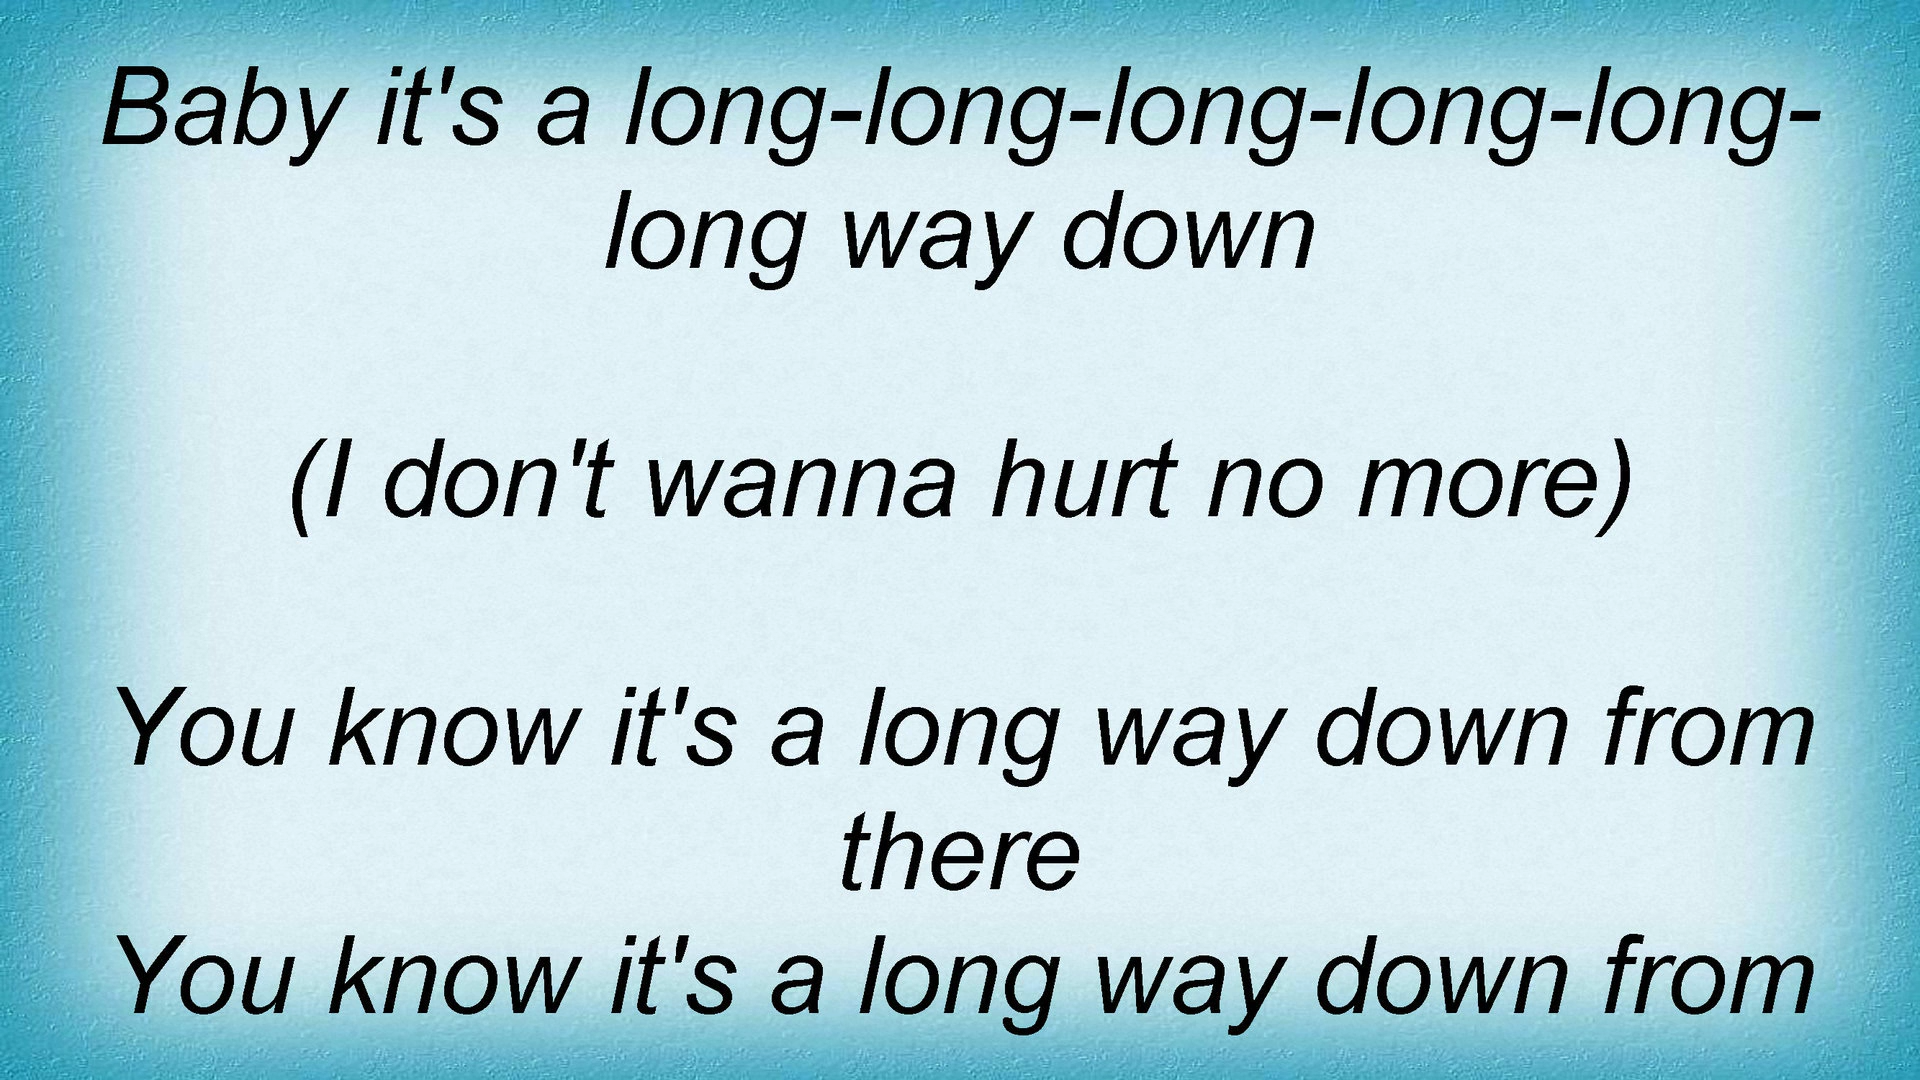 Baby it's a long-long-long-long-long-
long way down
(I don't wanna hurt no more)
You know it's a long way down from
there
You know it's a long way down from